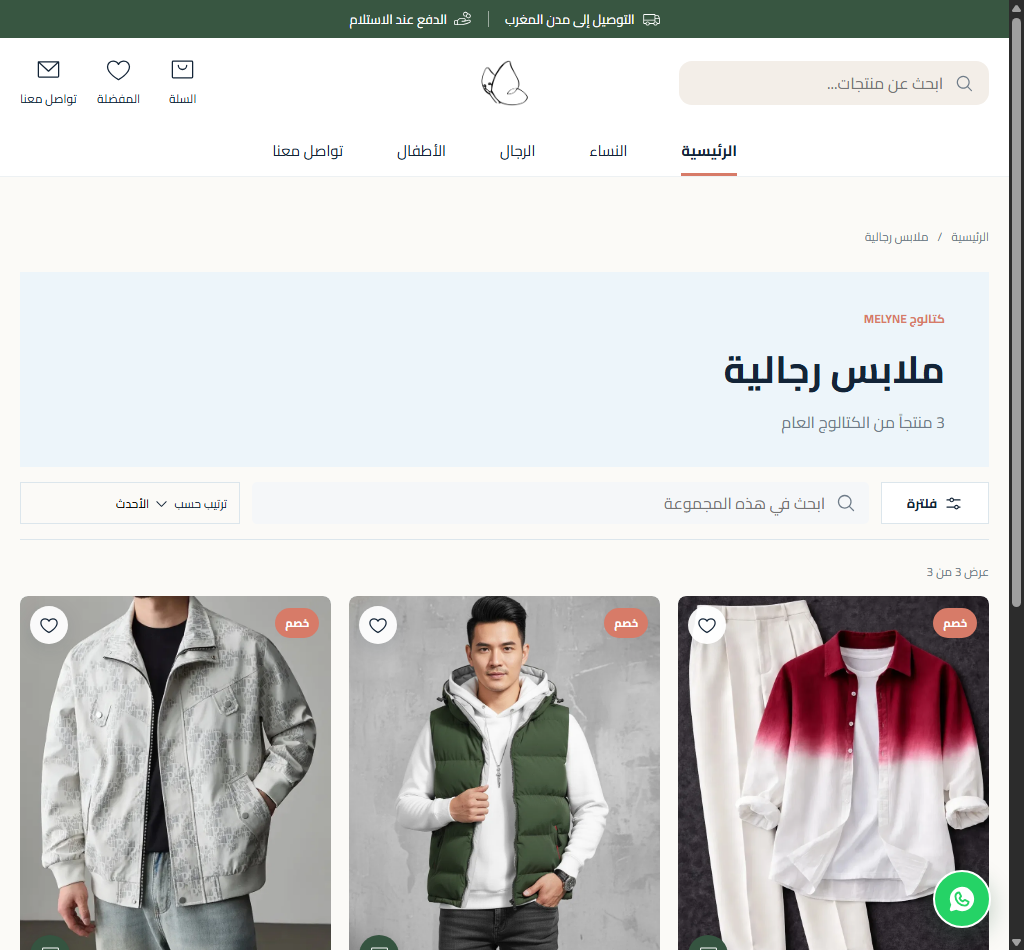 التوصيل إلى مدن المغرب
الدفع عند الاستلام
ابحث عن منتجات...
السلة
المفضلة
تواصل معنا
الرئيسية
النساء
الرجال
الأطفال
تواصل معنا
الرئيسية / ملابس رجالية
كتالوج MELYNE
ملابس رجالية
3 منتجاً من الكتالوج العام
فلترة
ابحث في هذه المجموعة
ترتيب حسب الأحدث
عرض 3 من 3
خصم
خصم
خصم